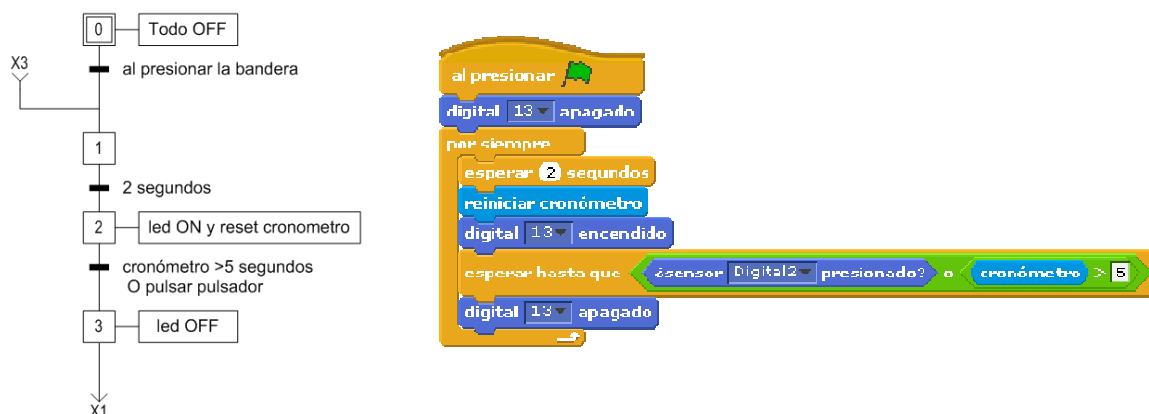 0 Todo OFF
X3
al presionar la bandera
1
2 segundos
2 led ON y reset cronometro
cronómetro >5 segundos
O pulsar pulsador
3 led OFF
X1
al presionar
digital 13 apagado
por siempre
esperar 2 segundos
reiniciar cronómetro
digital 13 encendido
esperar hasta que ¿sensor Digital2 presionado? o cronómetro > 5
digital 13 apagado